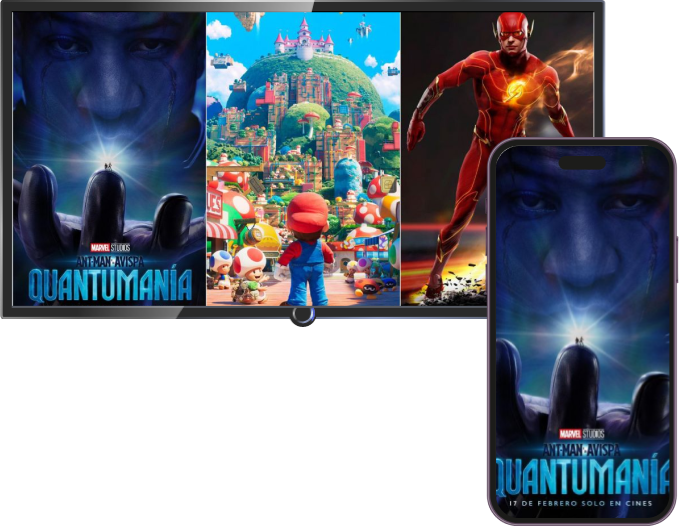 MARVEL STUDIOS
ANT-MAN Y LA AVISPA
QUANTUMANÍA
MARVEL STUDIOS
ANT-MAN Y LA AVISPA
QUANTUMANÍA
17 DE FEBRERO SOLO EN CINES